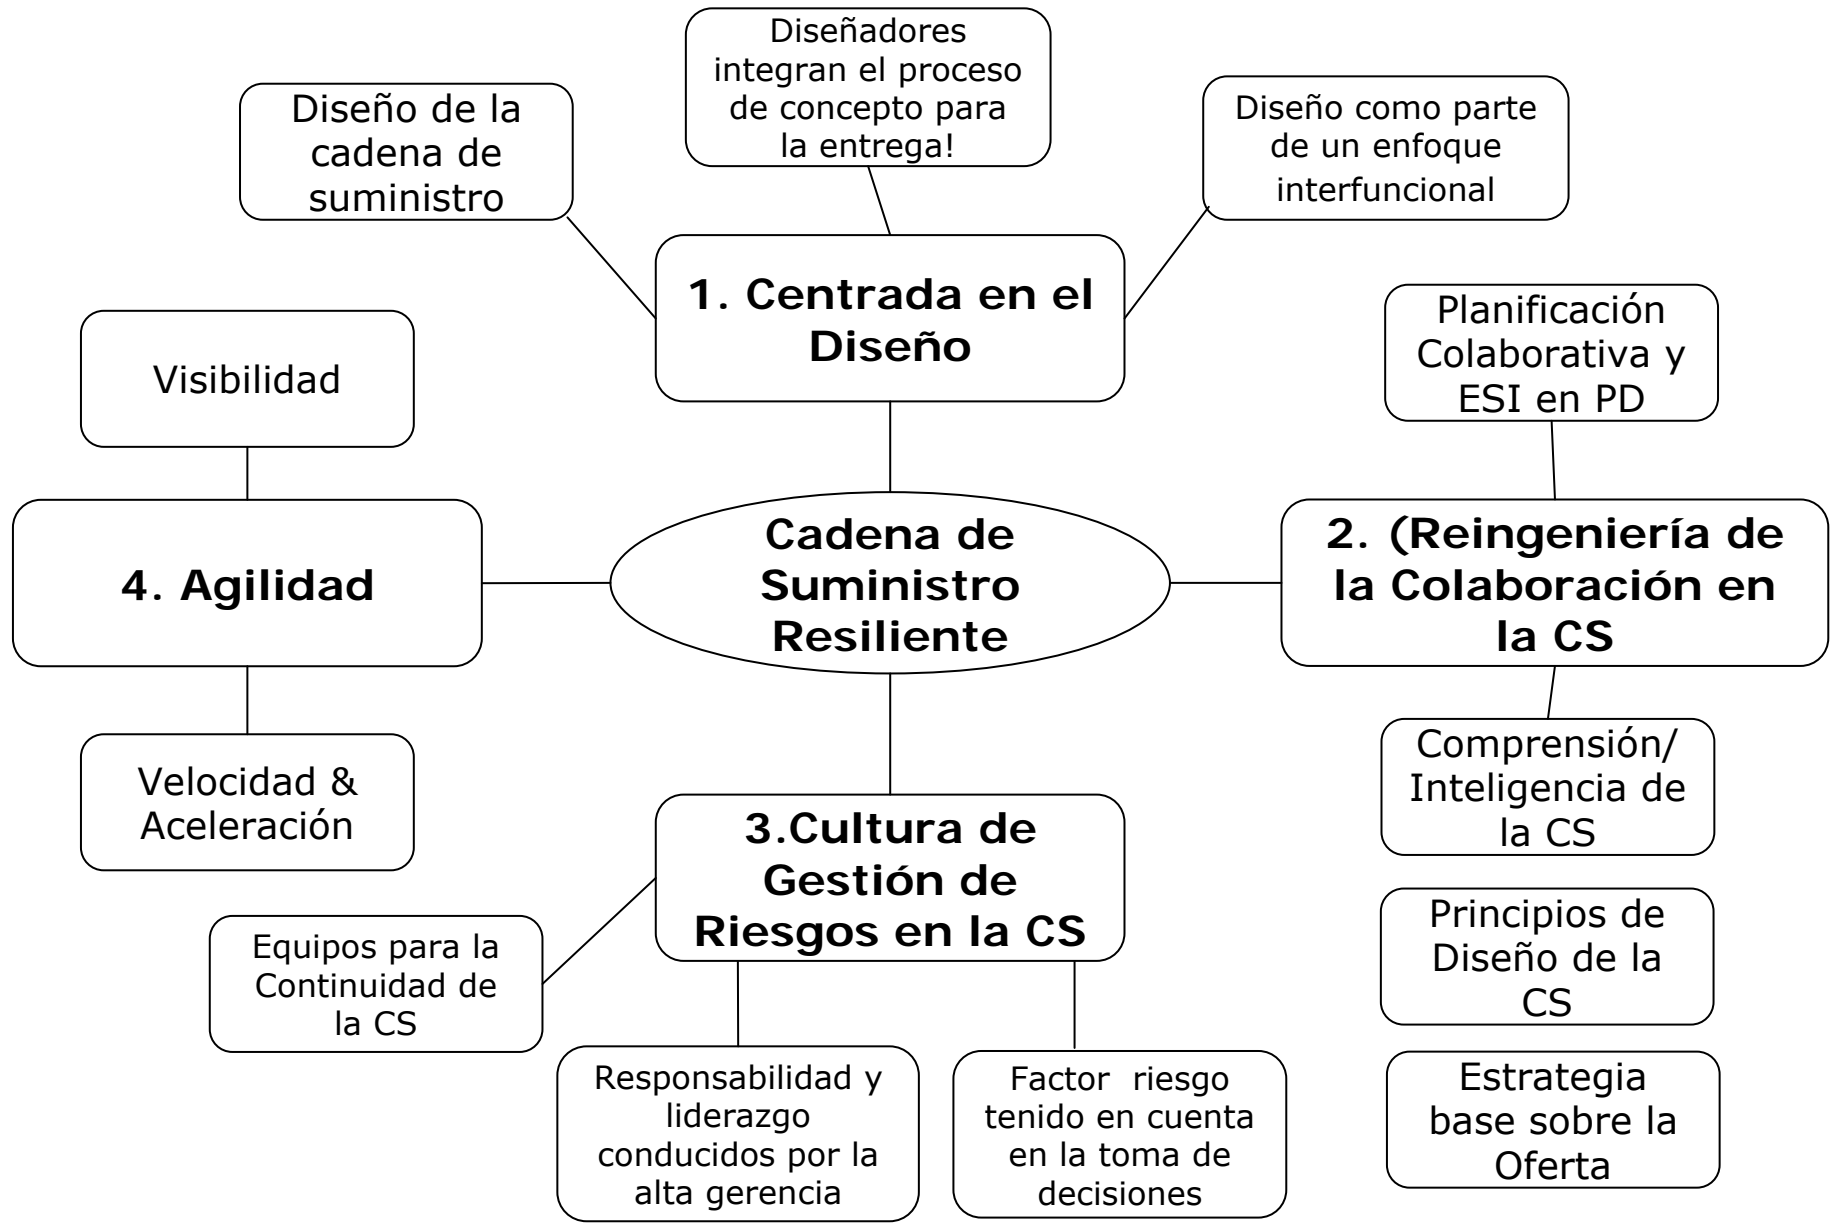 Diseñadores
integran el proceso
de concepto para
la entrega!
Diseño de la
cadena de
suministro
Diseño como parte
de un enfoque
interfuncional
1. Centrada en el
Diseño
Planificación
Colaborativa y
ESI en PD
Visibilidad
4. Agilidad
Cadena de
Suministro
Resiliente
2. (Reingeniería de
la Colaboración en
la CS
Velocidad &
Aceleración
Comprensión/
Inteligencia de
la CS
3.Cultura de
Gestión de
Riesgos en la CS
Principios de
Diseño de la
CS
Equipos para la
Continuidad de
la CS
Responsabilidad y
liderazgo
conducidos por la
alta gerencia
Factor  riesgo
tenido en cuenta
en la toma de
decisiones
Estrategia
base sobre la
Oferta